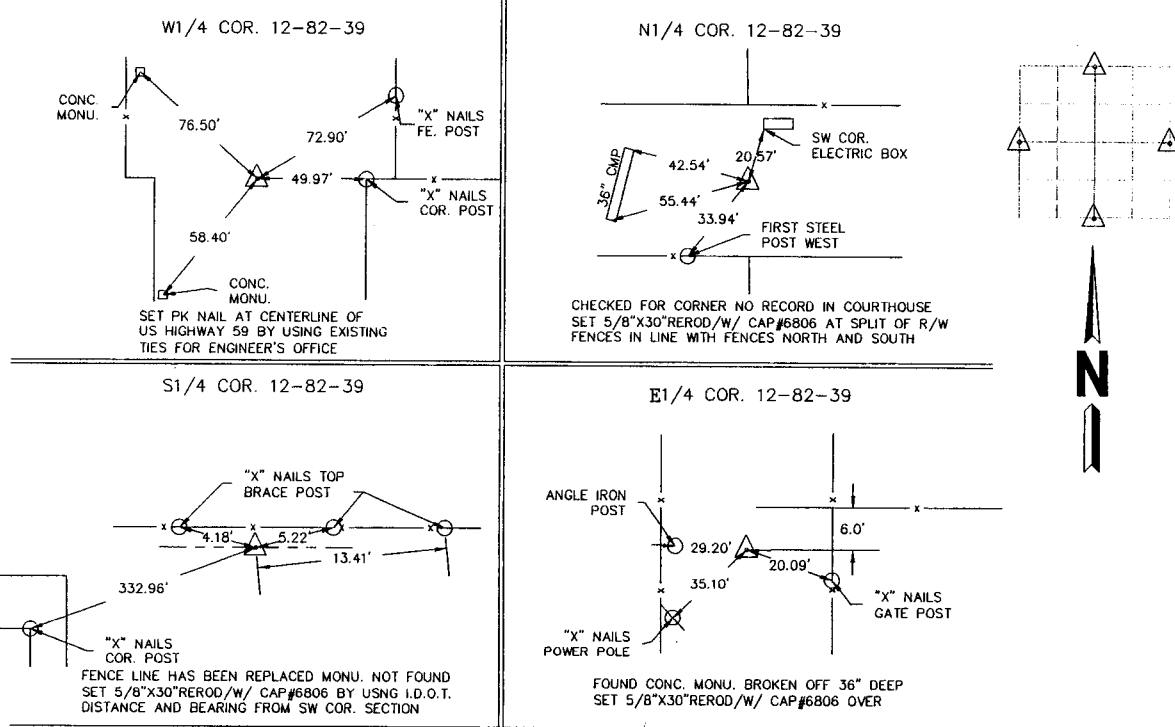 W1/4 COR. 12-82-39
CONC.
MONU.
76.50'
72.90'
"X" NAILS
FE. POST
49.97'
"X" NAILS
COR. POST
58.40'
CONC.
MONU.
SET PK NAIL AT CENTERLINE OF
US HIGHWAY 59 BY USING EXISTING
TIES FOR ENGINEER'S OFFICE
N1/4 COR. 12-82-39
SW COR.
ELECTRIC BOX
36" CMP
42.54'
20.57'
55.44'
33.94'
FIRST STEEL
POST WEST
CHECKED FOR CORNER NO RECORD IN COURTHOUSE
SET 5/8"X30"REROD/W/ CAP#6806 AT SPLIT OF R/W
FENCES IN LINE WITH FENCES NORTH AND SOUTH
N
S1/4 COR. 12-82-39
"X" NAILS TOP
BRACE POST
4.18'
5.22'
13.41'
332.96'
"X" NAILS
COR. POST
FENCE LINE HAS BEEN REPLACED MONU. NOT FOUND
SET 5/8"X30"REROD/W/ CAP#6806 BY USNG I.D.O.T.
DISTANCE AND BEARING FROM SW COR. SECTION
E1/4 COR. 12-82-39
ANGLE IRON
POST
6.0'
29.20'
20.09'
35.10'
"X" NAILS
GATE POST
"X" NAILS
POWER POLE
FOUND CONC. MONU. BROKEN OFF 36" DEEP
SET 5/8"X30"REROD/W/ CAP#6806 OVER